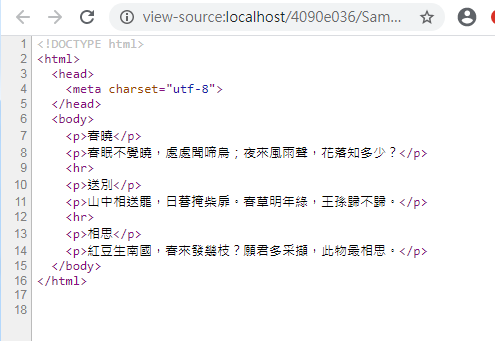 view-source:localhost/4090e036/Sam...
1 <!DOCTYPE html>
2 <html>
3 <head>
4 <meta charset="utf-8">
5 </head>
6 <body>
7 <p>春曉</p>
8 <p>春眠不覺曉，處處聞啼鳥；夜來風雨聲，花落知多少？</p>
9 <hr>
10 <p>送別</p>
11 <p>山中相送罷，日暮掩柴扉。春草明年綠，王孫歸不歸。</p>
12 <hr>
13 <p>相思</p>
14 <p>紅豆生南國，春來發幾枝？願君多采擷，此物最相思。</p>
15 </body>
16 </html>
17
18